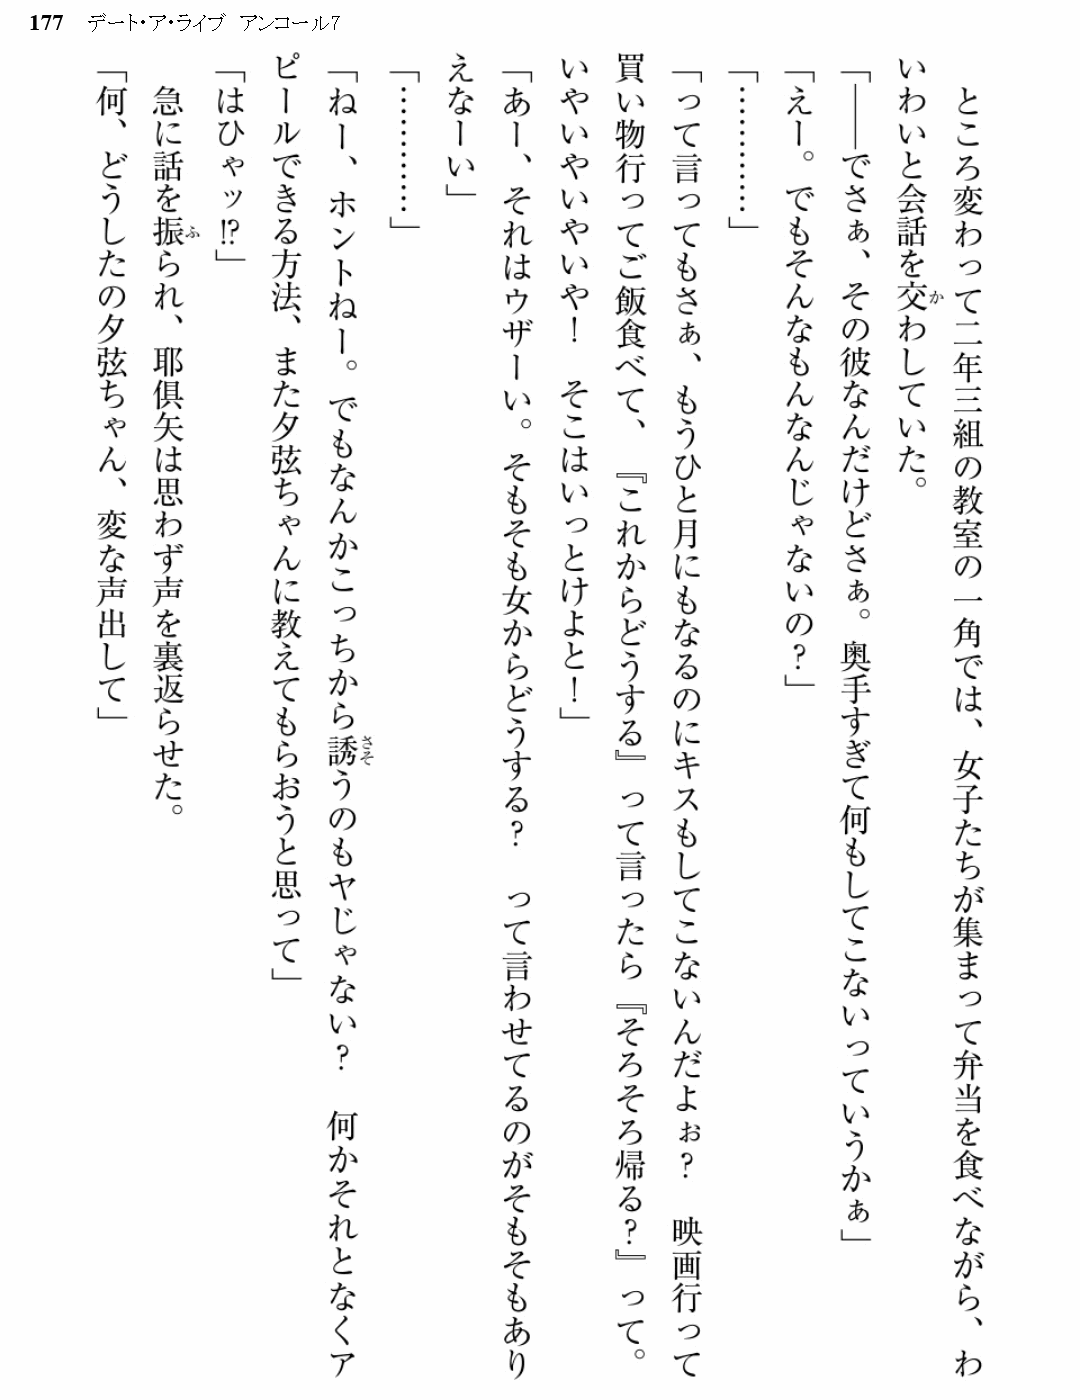 177 デート・ア・ライブ アンコール7
　ところ変わって二年三組の教室の一角では、女子たちが集まって弁当を食べながら、わ
いわいと会話を交わしていた。
「――でさぁ、その彼なんだけどさぁ。奥手すぎて何もしてこないっていうかぁ」
「えー。でもそんなもんなんじゃないの？」
「…………」
「って言ってもさぁ、もうひと月にもなるのにキスもしてこないんだよぉ？　映画行って
買い物行ってご飯食べて、『これからどうする』って言ったら『そろそろ帰る？』って。
いやいやいやいや！　そこはいっとけよと！」
「あー、それはウザーい。そもそも女からどうする？　って言わせてるのがそもそもあり
えなーい」
「…………」
「ねー、ホントねー。でもなんかこっちから誘うのもヤじゃない？　何かそれとなくア
ピールできる方法、また夕弦ちゃんに教えてもらおうと思って」
「はひゃッ!?」
　急に話を振られ、耶倶矢は思わず声を裏返らせた。
「何、どうしたの夕弦ちゃん、変な声出して」